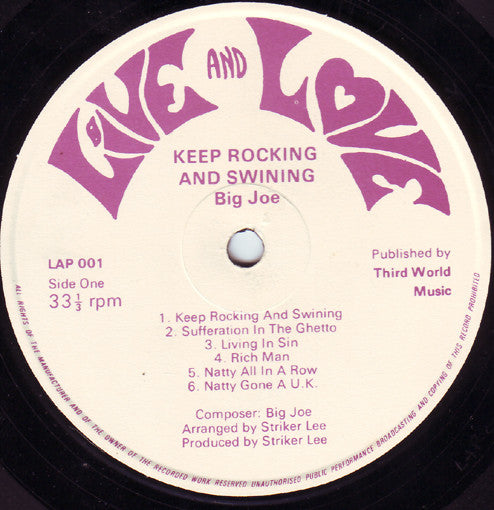 LIVE AND LOVE
KEEP ROCKING
AND SWINING
Big Joe
LAP 001
Side One
33⅓ rpm
Published by
Third World
Music
1. Keep Rocking And Swining
2. Sufferation In The Ghetto
3. Living In Sin
4. Rich Man
5. Natty All In A Row
6. Natty Gone A U.K.
Composer: Big Joe
Arranged by Striker Lee
Produced by Striker Lee
ALL RIGHTS OF THE MANUFACTURER AND OF THE OWNER OF THE RECORDED WORK RESERVED UNAUTHORISED PUBLIC PERFORMANCE BROADCASTING AND COPYING OF THIS RECORD PROHIBITED